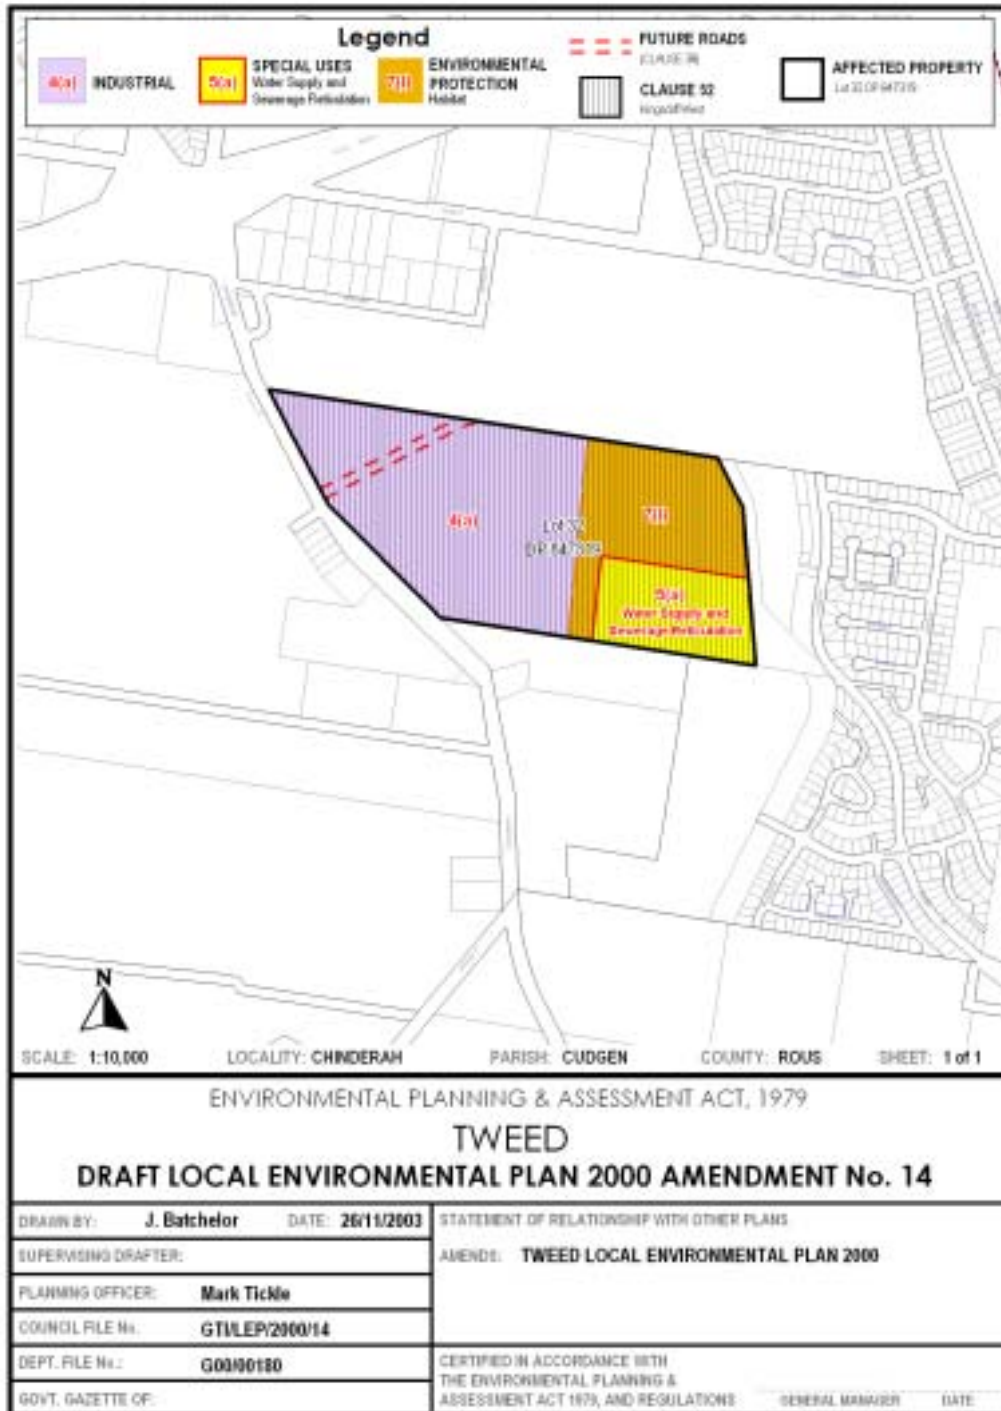 Legend
4(a) INDUSTRIAL
5(a) SPECIAL USES
Water Supply and
Sewerage Reticulation
7(l) ENVIRONMENTAL
PROTECTION
Habitat
FUTURE ROADS
CLAUSE 52
AFFECTED PROPERTY
4(a)
Lot 32
7(l)
5(a)
Water Supply and
Sewerage Reticulation
N
SCALE: 1:10,000 LOCALITY: CHINDERAH PARISH: CUDGEN COUNTY: ROUS SHEET: 1 of 1
ENVIRONMENTAL PLANNING & ASSESSMENT ACT, 1979
TWEED
DRAFT LOCAL ENVIRONMENTAL PLAN 2000 AMENDMENT No. 14
DRAWN BY: J. Batchelor DATE: 26/11/2003
SUPERVISING DRAFTER:
PLANNING OFFICER: Mark Tickle
COUNCIL FILE No. GT1/LEP/2000/14
DEPT. FILE No.: G00/00180
GOVT. GAZETTE OF:
STATEMENT OF RELATIONSHIP WITH OTHER PLANS
AMENDS: TWEED LOCAL ENVIRONMENTAL PLAN 2000
CERTIFIED IN ACCORDANCE WITH
THE ENVIRONMENTAL PLANNING &
ASSESSMENT ACT 1979, AND REGULATIONS
GENERAL MANAGER DATE